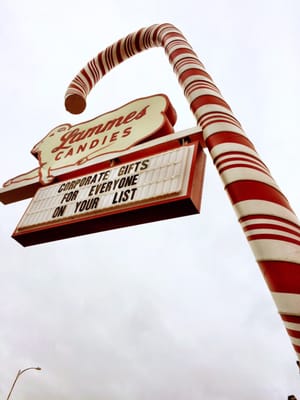 Lammes
CANDIES
CORPORATE GIFTS
FOR EVERYONE
ON YOUR LIST